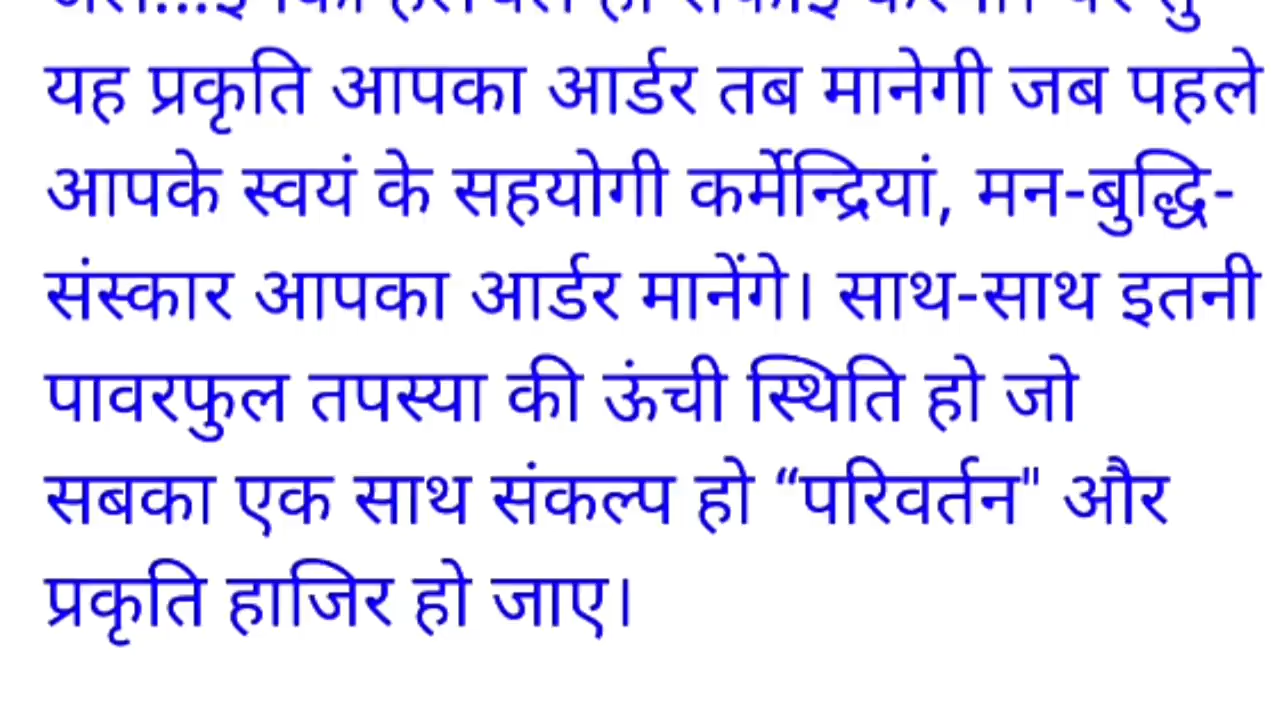 यह प्रकृति आपका आर्डर तब मानेगी जब पहले
आपके स्वयं के सहयोगी कर्मेन्द्रियां, मन-बुद्धि-
संस्कार आपका आर्डर मानेंगे। साथ-साथ इतनी
पावरफुल तपस्या की ऊंची स्थिति हो जो
सबका एक साथ संकल्प हो “परिवर्तन" और
प्रकृति हाजिर हो जाए।